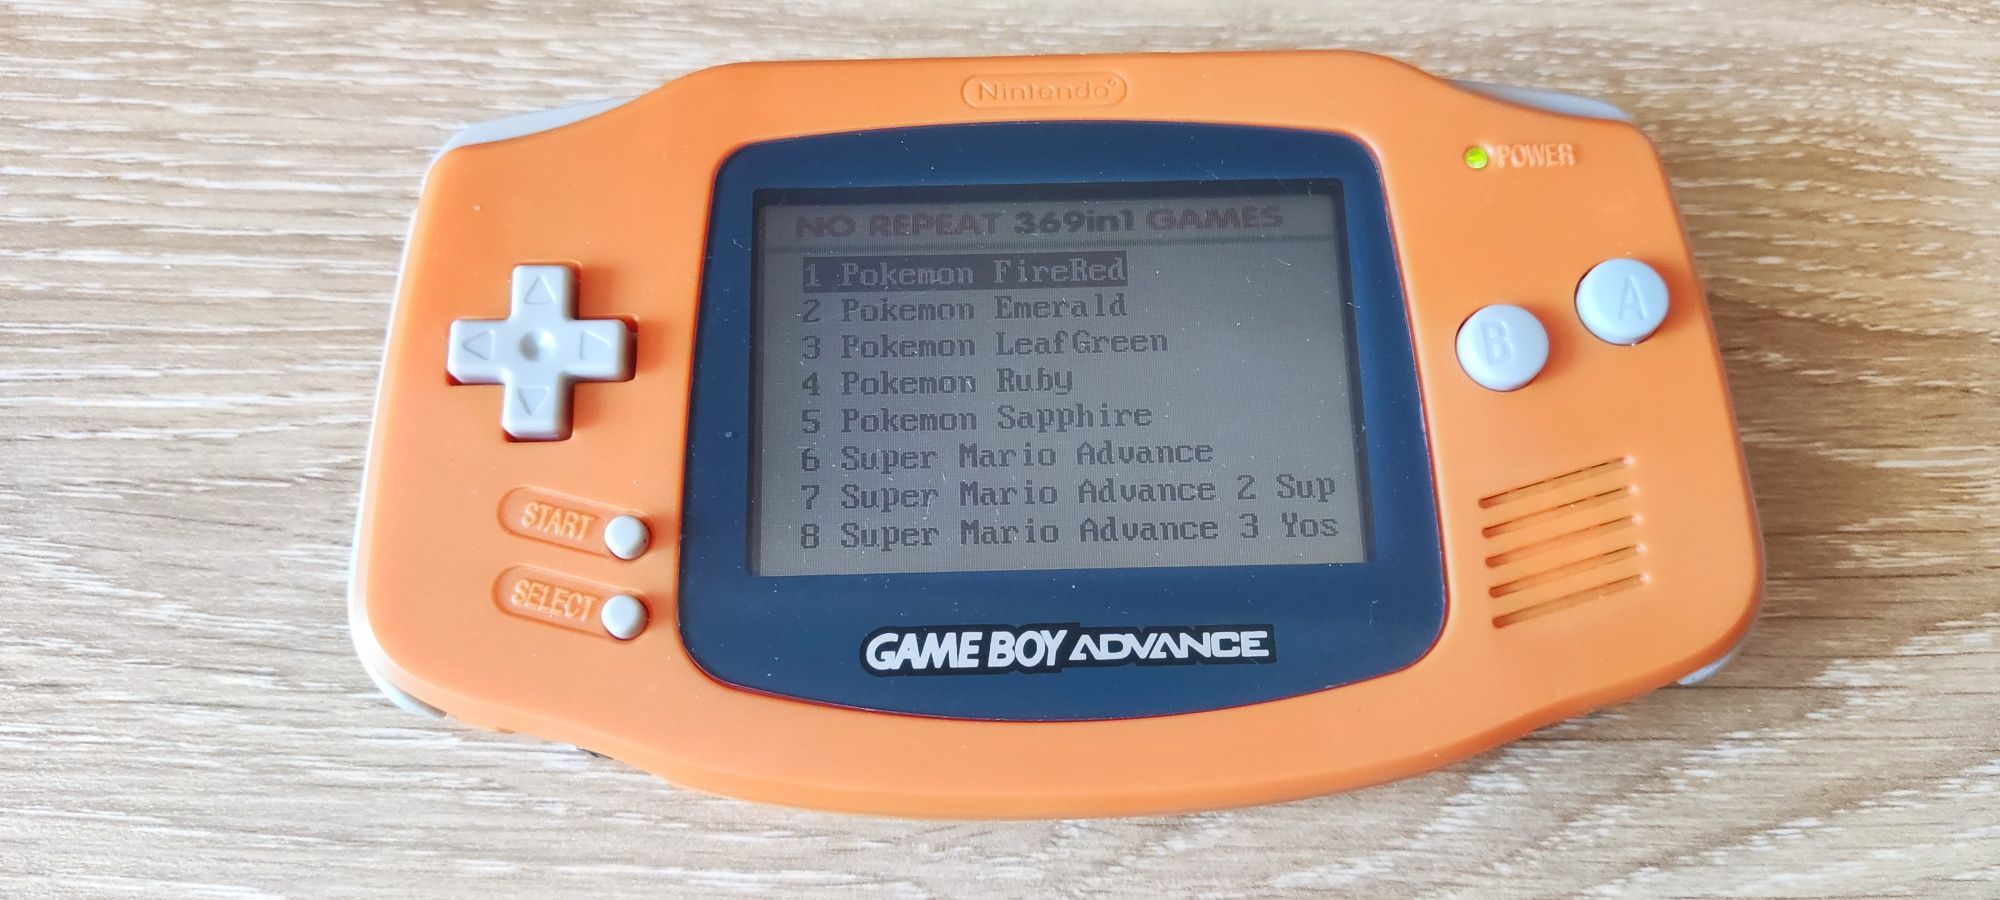 Nintendo®
POWER
NO REPEAT 369in1 GAMES
1 Pokemon FireRed
2 Pokemon Emerald
3 Pokemon LeafGreen
4 Pokemon Ruby
5 Pokemon Sapphire
6 Super Mario Advance
7 Super Mario Advance 2 Sup
8 Super Mario Advance 3 Yos
A
B
START
SELECT
GAME BOY ADVANCE